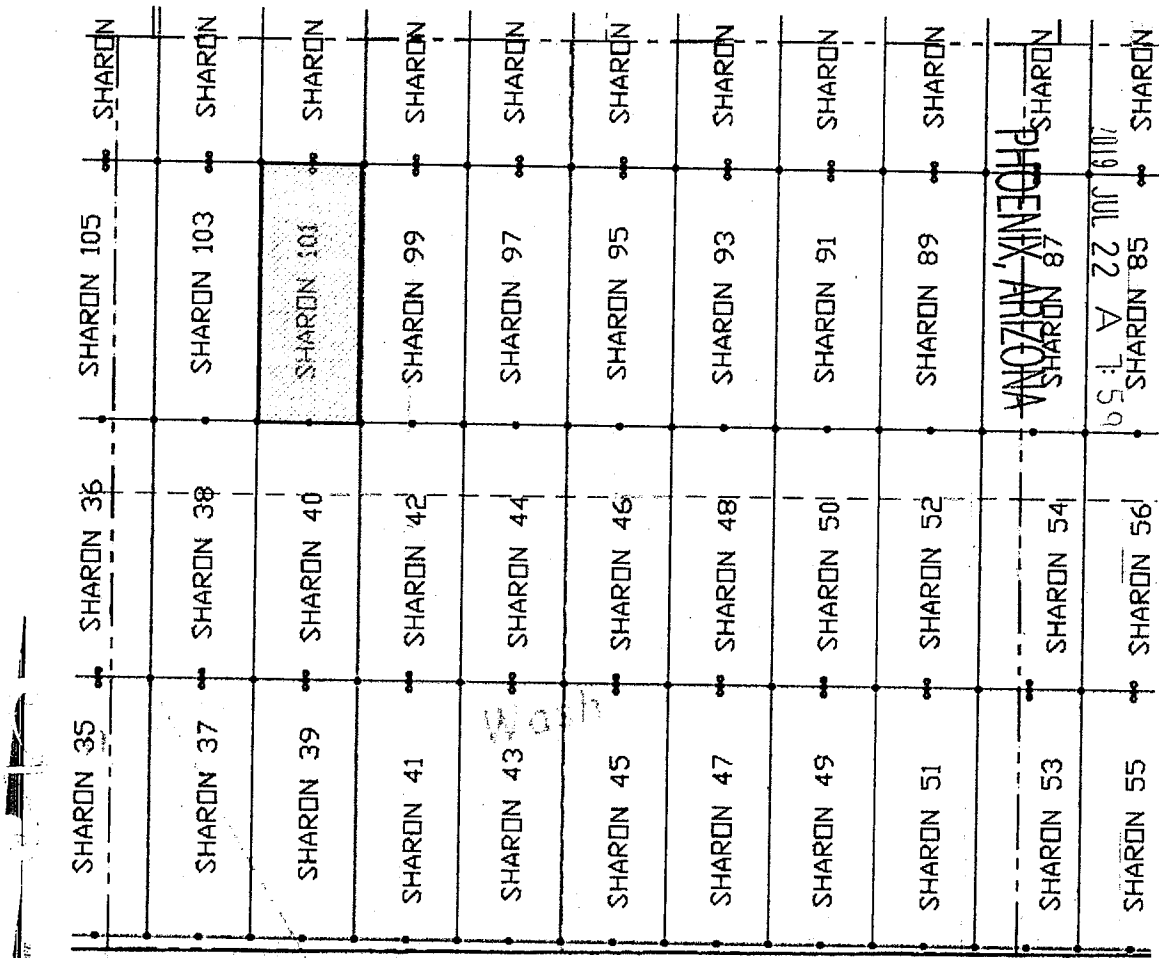 SHARON
SHARON
SHARON
SHARON
SHARON
SHARON
SHARON
SHARON
SHARON
SHARON
SHARON
SHARON 105
SHARON 103
SHARON 101
SHARON 99
SHARON 97
SHARON 95
SHARON 93
SHARON 91
SHARON 89
SHARON 87
SHARON 85
PHOENIX, ARIZONA
2019 JUL 22 A 7:59
SHARON 36
SHARON 38
SHARON 40
SHARON 42
SHARON 44
SHARON 46
SHARON 48
SHARON 50
SHARON 52
SHARON 54
SHARON 56
Wash
SHARON 35
SHARON 37
SHARON 39
SHARON 41
SHARON 43
SHARON 45
SHARON 47
SHARON 49
SHARON 51
SHARON 53
SHARON 55